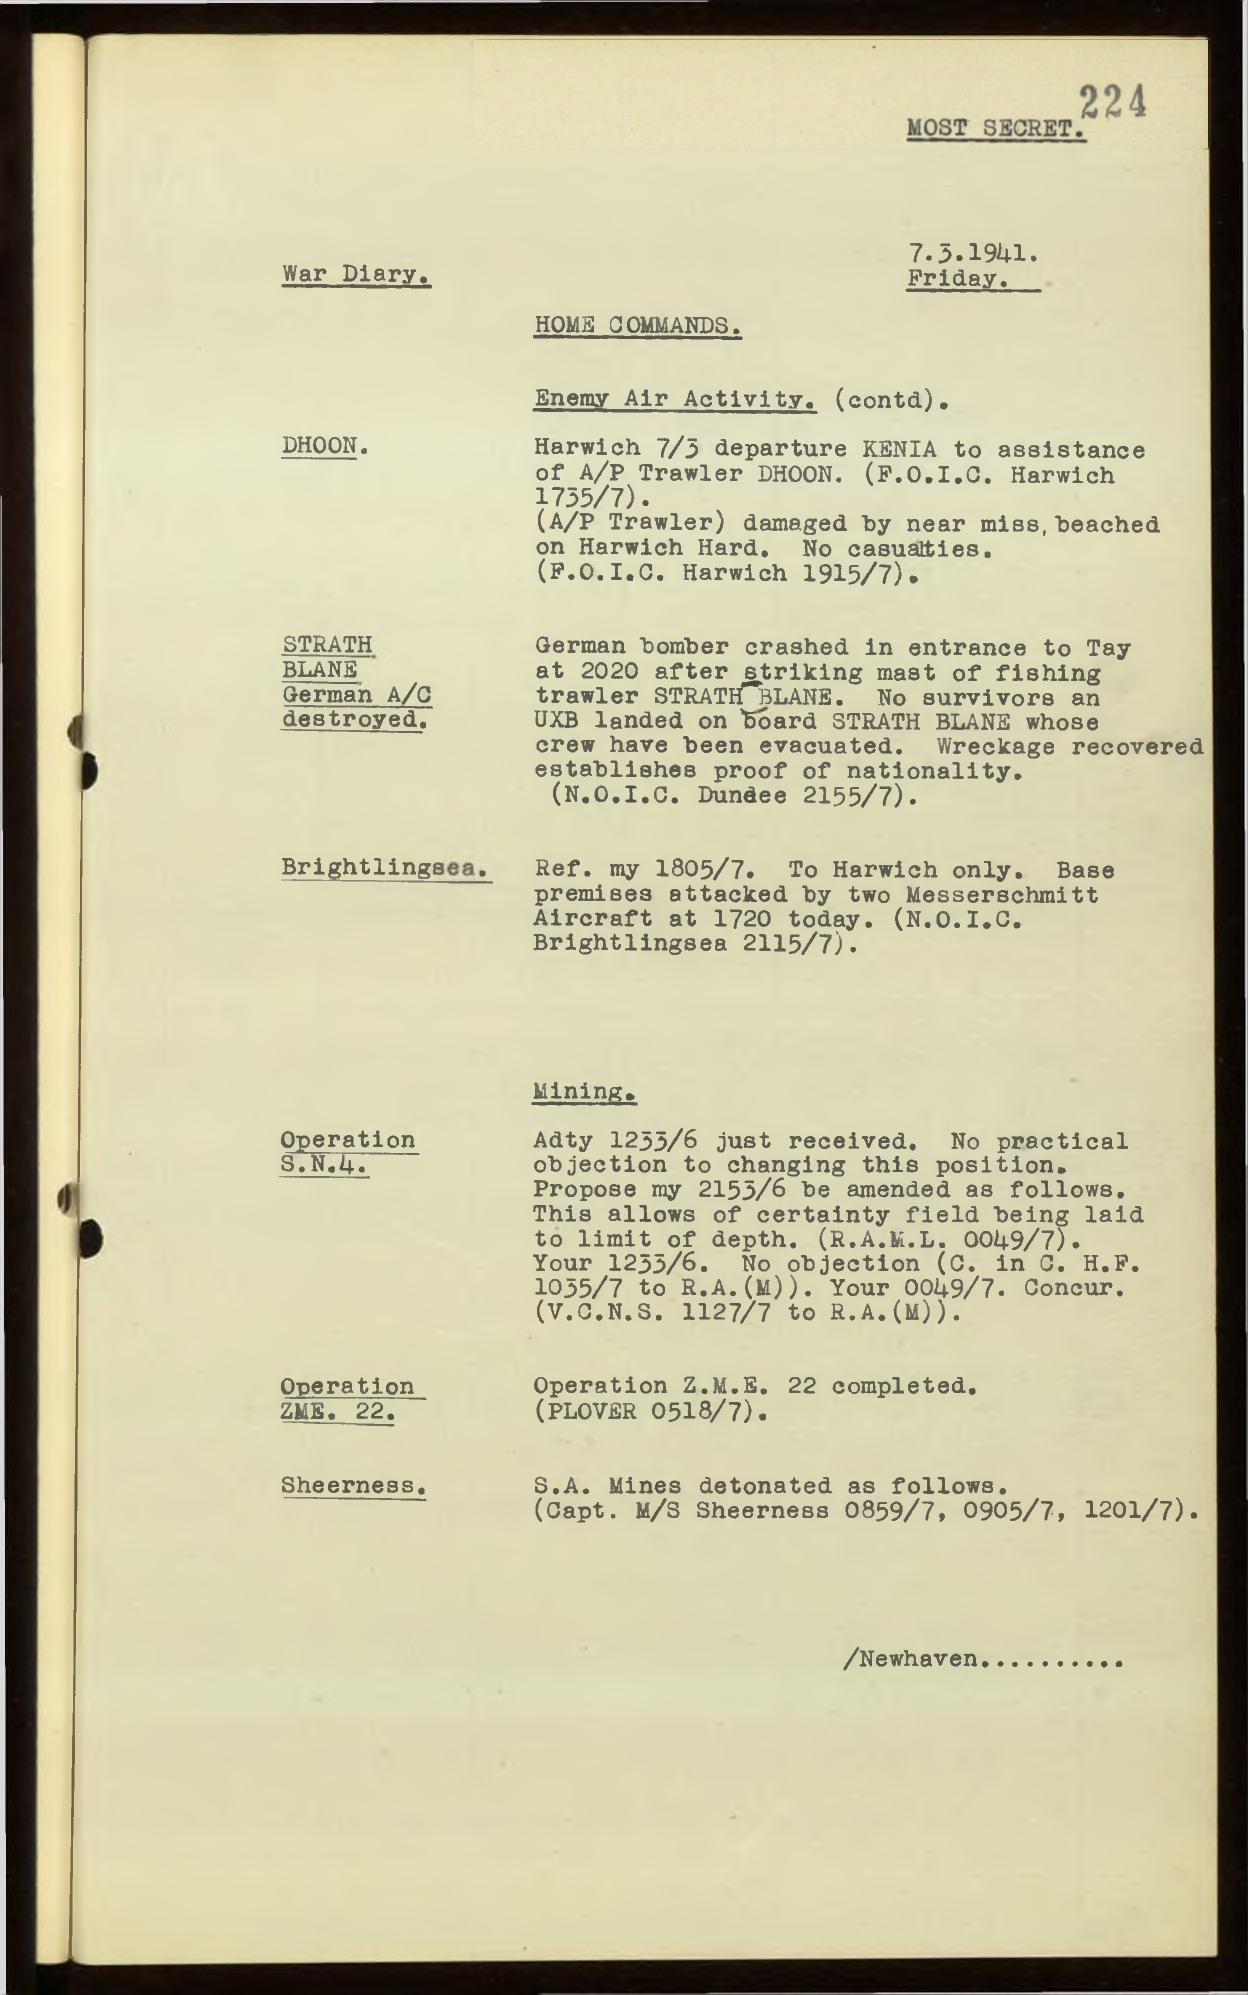 224
MOST SECRET.
7.3.1941.
War Diary.
Friday.
HOME COMMANDS.
Enemy Air Activity. (contd).
DHOON.
Harwich 7/3 departure KENIA to assistance
of A/P Trawler DHOON. (F.O.I.C. Harwich
1735/7).
(A/P Trawler) damaged by near miss, beached
on Harwich Hard. No casualties.
(F.O.I.C. Harwich 1915/7).
STRATH
BLANE
German A/C
destroyed.
German bomber crashed in entrance to Tay
at 2020 after striking mast of fishing
trawler STRATH BLANE. No survivors an
UXB landed on board STRATH BLANE whose
crew have been evacuated. Wreckage recovered
establishes proof of nationality.
(N.O.I.C. Dundee 2155/7).
Brightlingsea.
Ref. my 1805/7. To Harwich only. Base
premises attacked by two Messerschmitt
Aircraft at 1720 today. (N.O.I.C.
Brightlingsea 2115/7).
Mining.
Operation
S.N.4.
Adty 1233/6 just received. No practical
objection to changing this position.
Propose my 2153/6 be amended as follows.
This allows of certainty field being laid
to limit of depth. (R.A.M.L. 0049/7).
Your 1233/6. No objection (C. in C. H.F.
1035/7 to R.A.(M)). Your 0049/7. Concur.
(V.C.N.S. 1127/7 to R.A.(M)).
Operation
ZME. 22.
Operation Z.M.E. 22 completed.
(PLOVER 0518/7).
Sheerness.
S.A. Mines detonated as follows.
(Capt. M/S Sheerness 0859/7, 0905/7, 1201/7).
/Newhaven..........